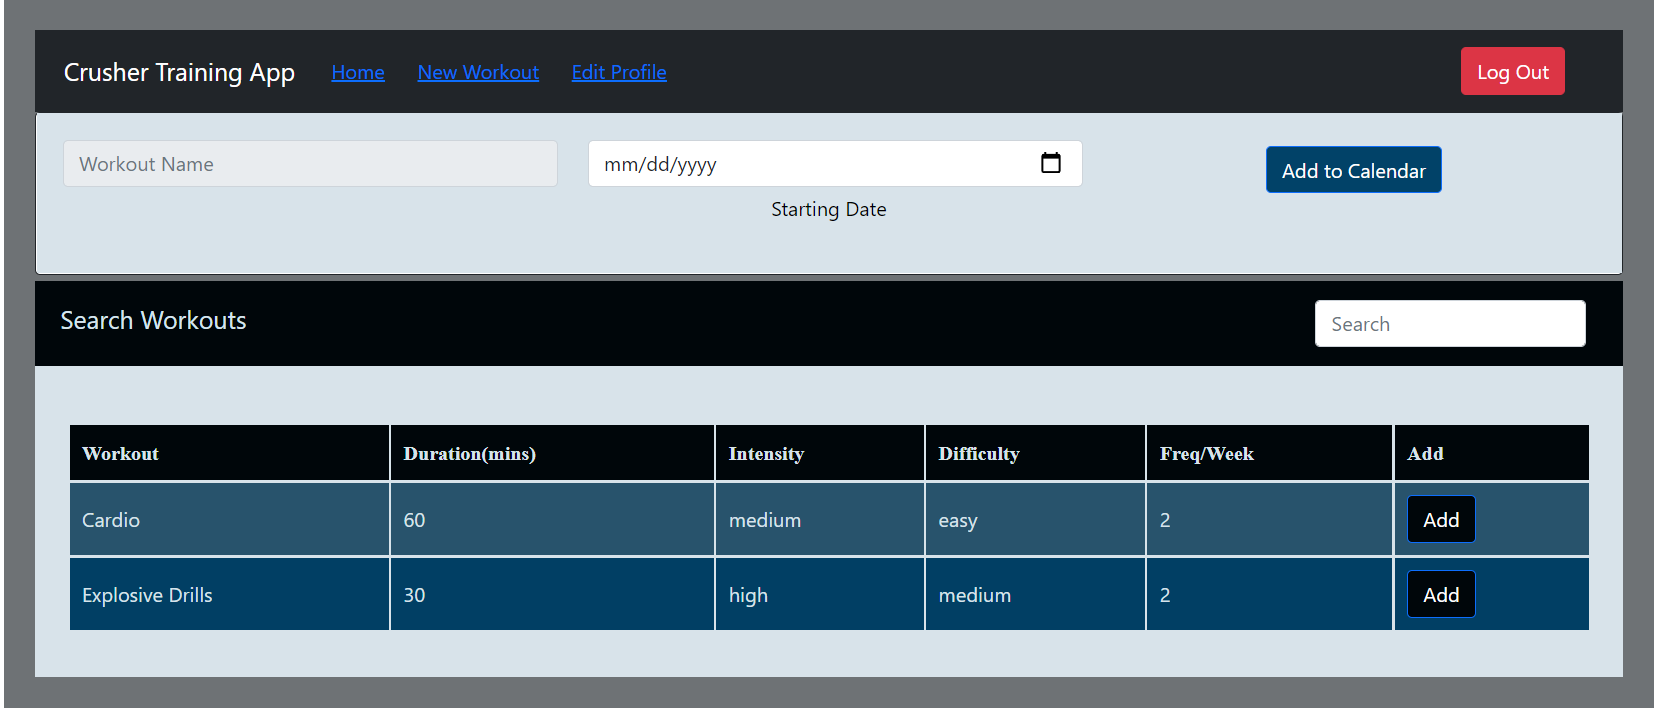 Crusher Training App Home New Workout Edit Profile Log Out
Workout Name mm/dd/yyyy Add to Calendar
Starting Date
Search Workouts Search
Workout Duration(mins) Intensity Difficulty Freq/Week Add
Cardio 60 medium easy 2 Add
Explosive Drills 30 high medium 2 Add